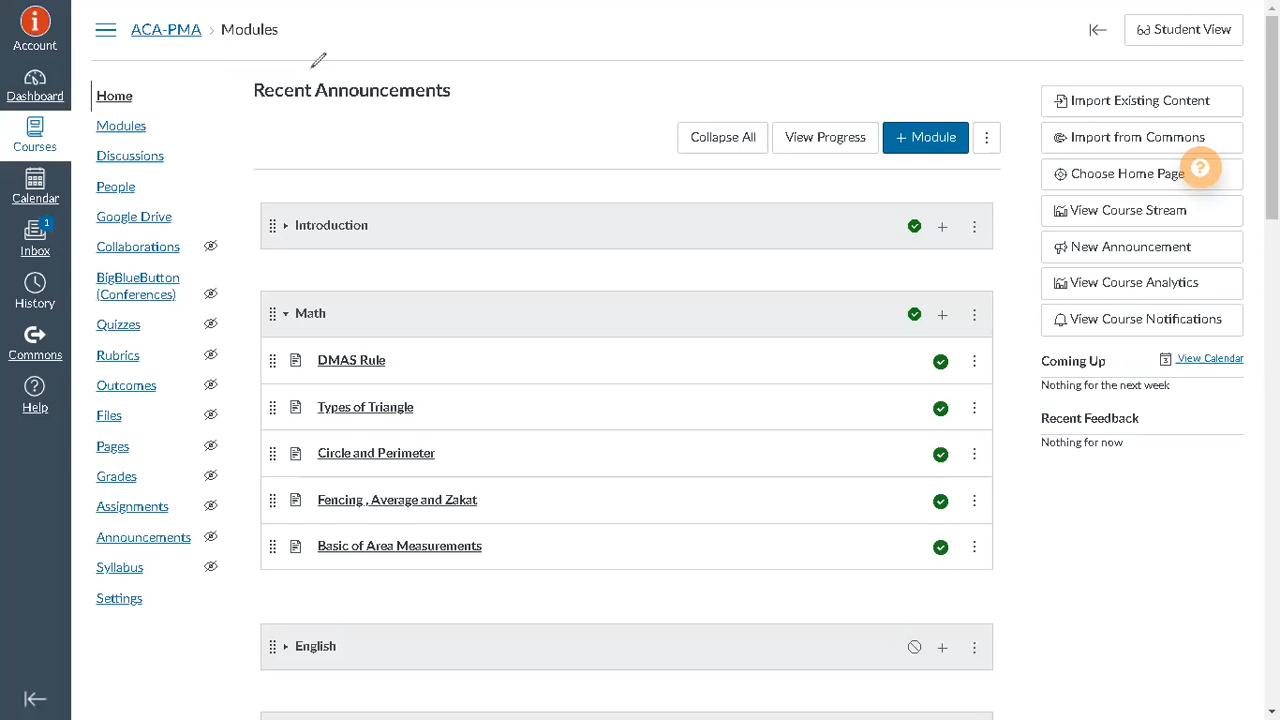 Account
Dashboard
Courses
Calendar
1
Inbox
History
Commons
Help
ACA-PMA › Modules
Student View
Home
Modules
Discussions
People
Google Drive
Collaborations
BigBlueButton
(Conferences)
Quizzes
Rubrics
Outcomes
Files
Pages
Grades
Assignments
Announcements
Syllabus
Settings
Recent Announcements
Collapse All
View Progress
+ Module
Introduction
Math
DMAS Rule
Types of Triangle
Circle and Perimeter
Fencing , Average and Zakat
Basic of Area Measurements
English
Import Existing Content
Import from Commons
Choose Home Page
?
View Course Stream
New Announcement
View Course Analytics
View Course Notifications
Coming Up
View Calendar
Nothing for the next week
Recent Feedback
Nothing for now